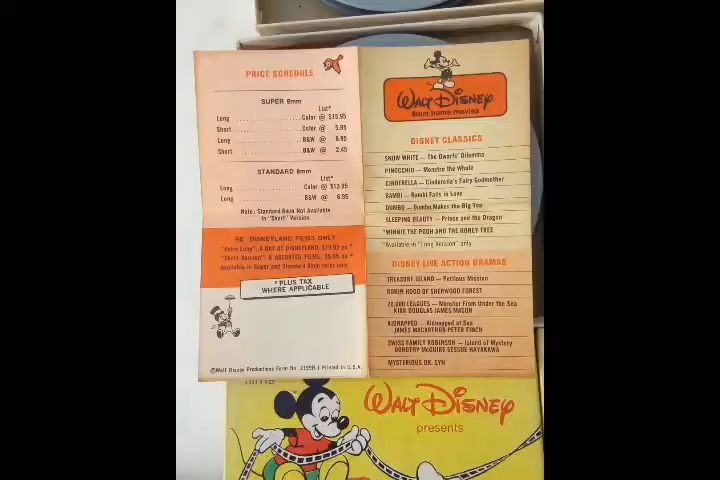 PRICE SCHEDULE
SUPER 8mm
List*
Long ........ Color @ $15.95
Short ........ Color @ 5.95
Long ........ B&W @ 6.95
Short ........ B&W @ 2.45
STANDARD 8mm
List*
Long ........ Color @ $13.95
Long ........ B&W @ 6.95
Note: Standard 8mm Not Available
in "Short" Version.
RE: DISNEYLAND FILMS ONLY
"Extra Long": A DAY AT DISNEYLAND, $19.95 ea.*
"Short Version": 8 ASSORTED FILMS, $5.95 ea.*
Available in Super and Standard 8mm color only
*PLUS TAX
WHERE APPLICABLE
©Walt Disney Productions Form No. 2199R-1 Printed in U.S.A.
WALT DISNEY
8mm home movies
DISNEY CLASSICS
SNOW WHITE — The Dwarfs' Dilemma
PINOCCHIO — Monstro the Whale
CINDERELLA — Cinderella's Fairy Godmother
BAMBI — Bambi Falls in Love
DUMBO — Dumbo Makes the Big Top
SLEEPING BEAUTY — Prince and the Dragon
*WINNIE THE POOH AND THE HONEY TREE
*Available in "Long Version" only
DISNEY LIVE ACTION DRAMAS
TREASURE ISLAND — Perilous Mission
ROBIN HOOD OF SHERWOOD FOREST
20,000 LEAGUES — Monster From Under the Sea
KIRK DOUGLAS JAMES MASON
KIDNAPPED — Kidnapped at Sea
JAMES MACARTHUR-PETER FINCH
SWISS FAMILY ROBINSON — Island of Mystery
DOROTHY McGUIRE-SESSUE HAYAKAWA
MYSTERIOUS DR. SYN
films
WALT DISNEY
presents